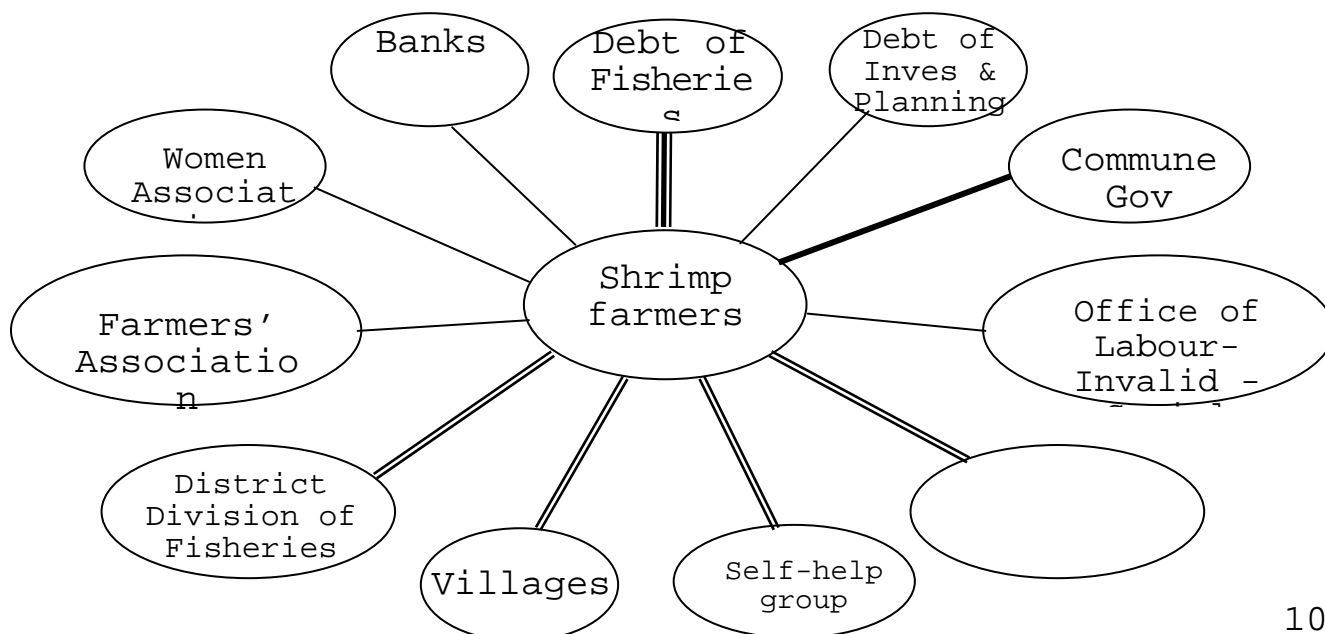 Banks
Debt of
Fisherie
s
Debt of
Inves &
Planning
Women
Associat
Commune
Gov
Shrimp
farmers
Farmers’
Associatio
n
Office of
Labour-
Invalid -
District
Division of
Fisheries
Villages
Self-help
group
10